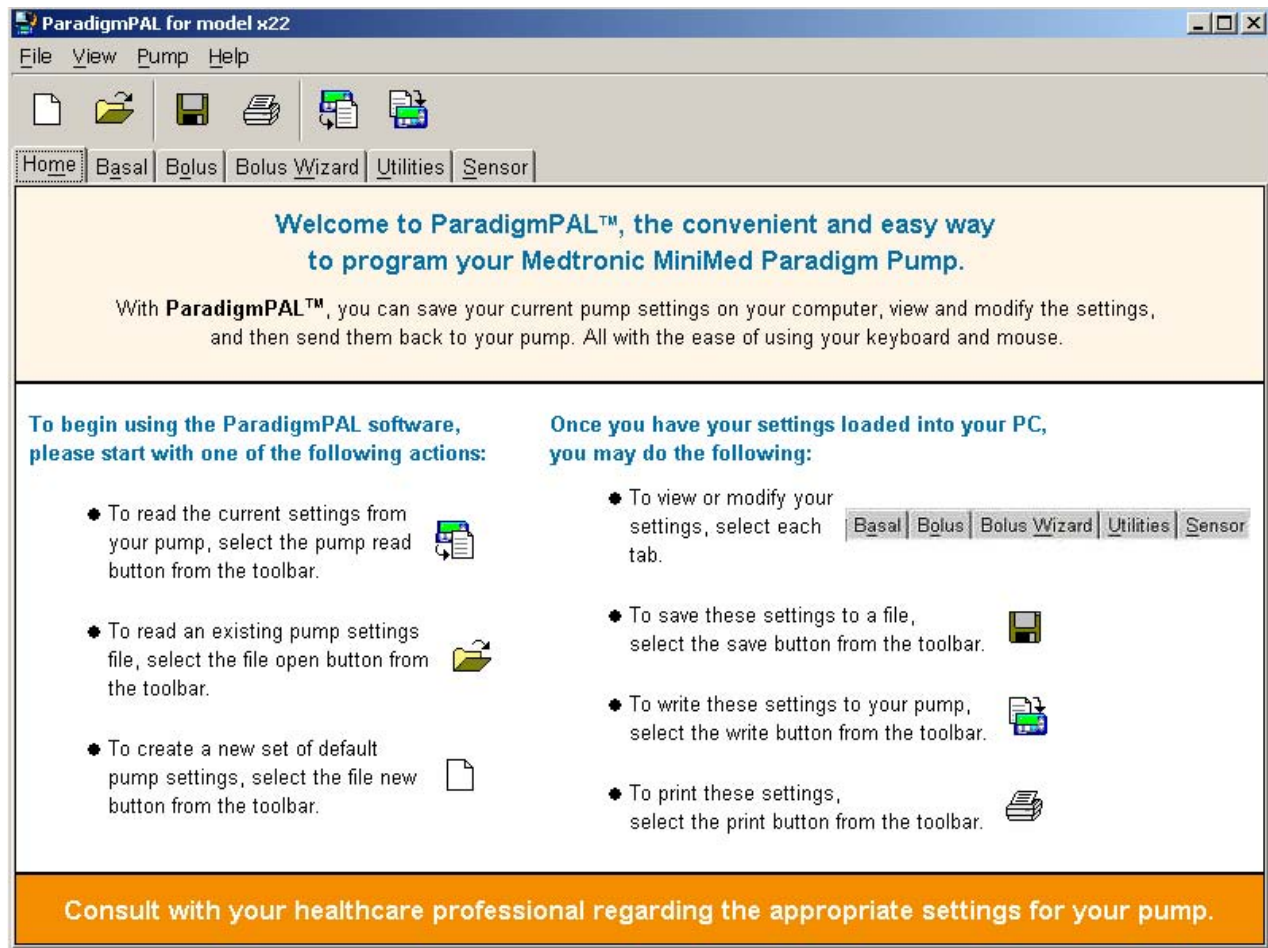 ParadigmPAL for model x22
File View Pump Help
Home Basal Bolus Bolus Wizard Utilities Sensor
Welcome to ParadigmPAL™, the convenient and easy way
to program your Medtronic MiniMed Paradigm Pump.
With ParadigmPAL™, you can save your current pump settings on your computer, view and modify the settings,
and then send them back to your pump. All with the ease of using your keyboard and mouse.
To begin using the ParadigmPAL software,
please start with one of the following actions:
● To read the current settings from
your pump, select the pump read
button from the toolbar.
● To read an existing pump settings
file, select the file open button from
the toolbar.
● To create a new set of default
pump settings, select the file new
button from the toolbar.
Once you have your settings loaded into your PC,
you may do the following:
● To view or modify your
settings, select each
tab.
Basal Bolus Bolus Wizard Utilities Sensor
● To save these settings to a file,
select the save button from the toolbar.
● To write these settings to your pump,
select the write button from the toolbar.
● To print these settings,
select the print button from the toolbar.
Consult with your healthcare professional regarding the appropriate settings for your pump.